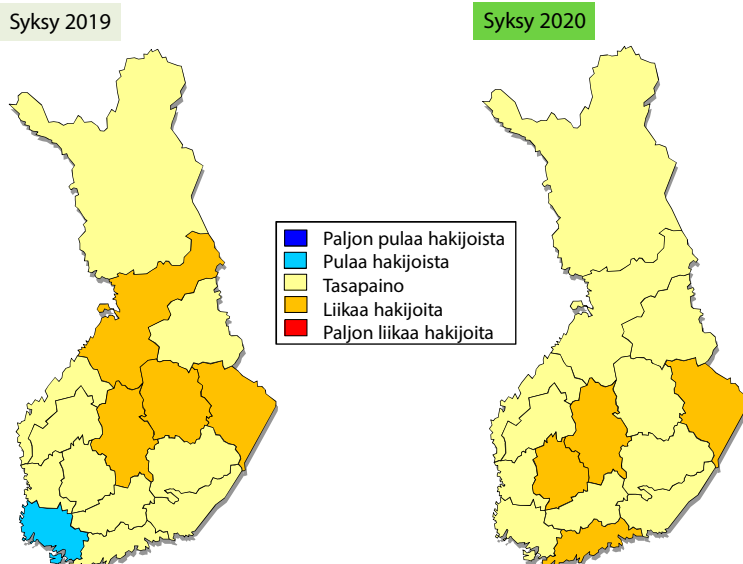 Syksy 2019
Syksy 2020
Paljon pulaa hakijoista
Pulaa hakijoista
Tasapaino
Liikaa hakijoita
Paljon liikaa hakijoita